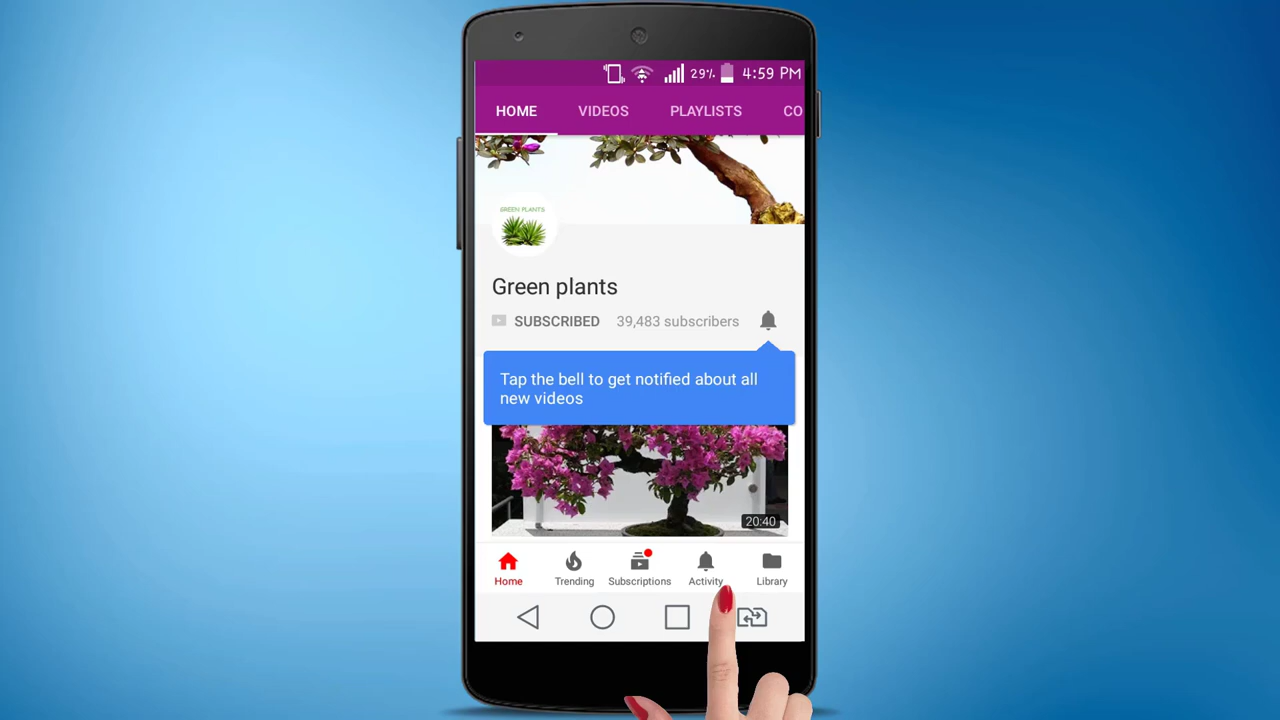 29% 4:59 PM
HOME VIDEOS PLAYLISTS CO
GREEN PLANTS
Green plants
SUBSCRIBED 39,483 subscribers
Tap the bell to get notified about all
new videos
20:40
Home Trending Subscriptions Activity Library